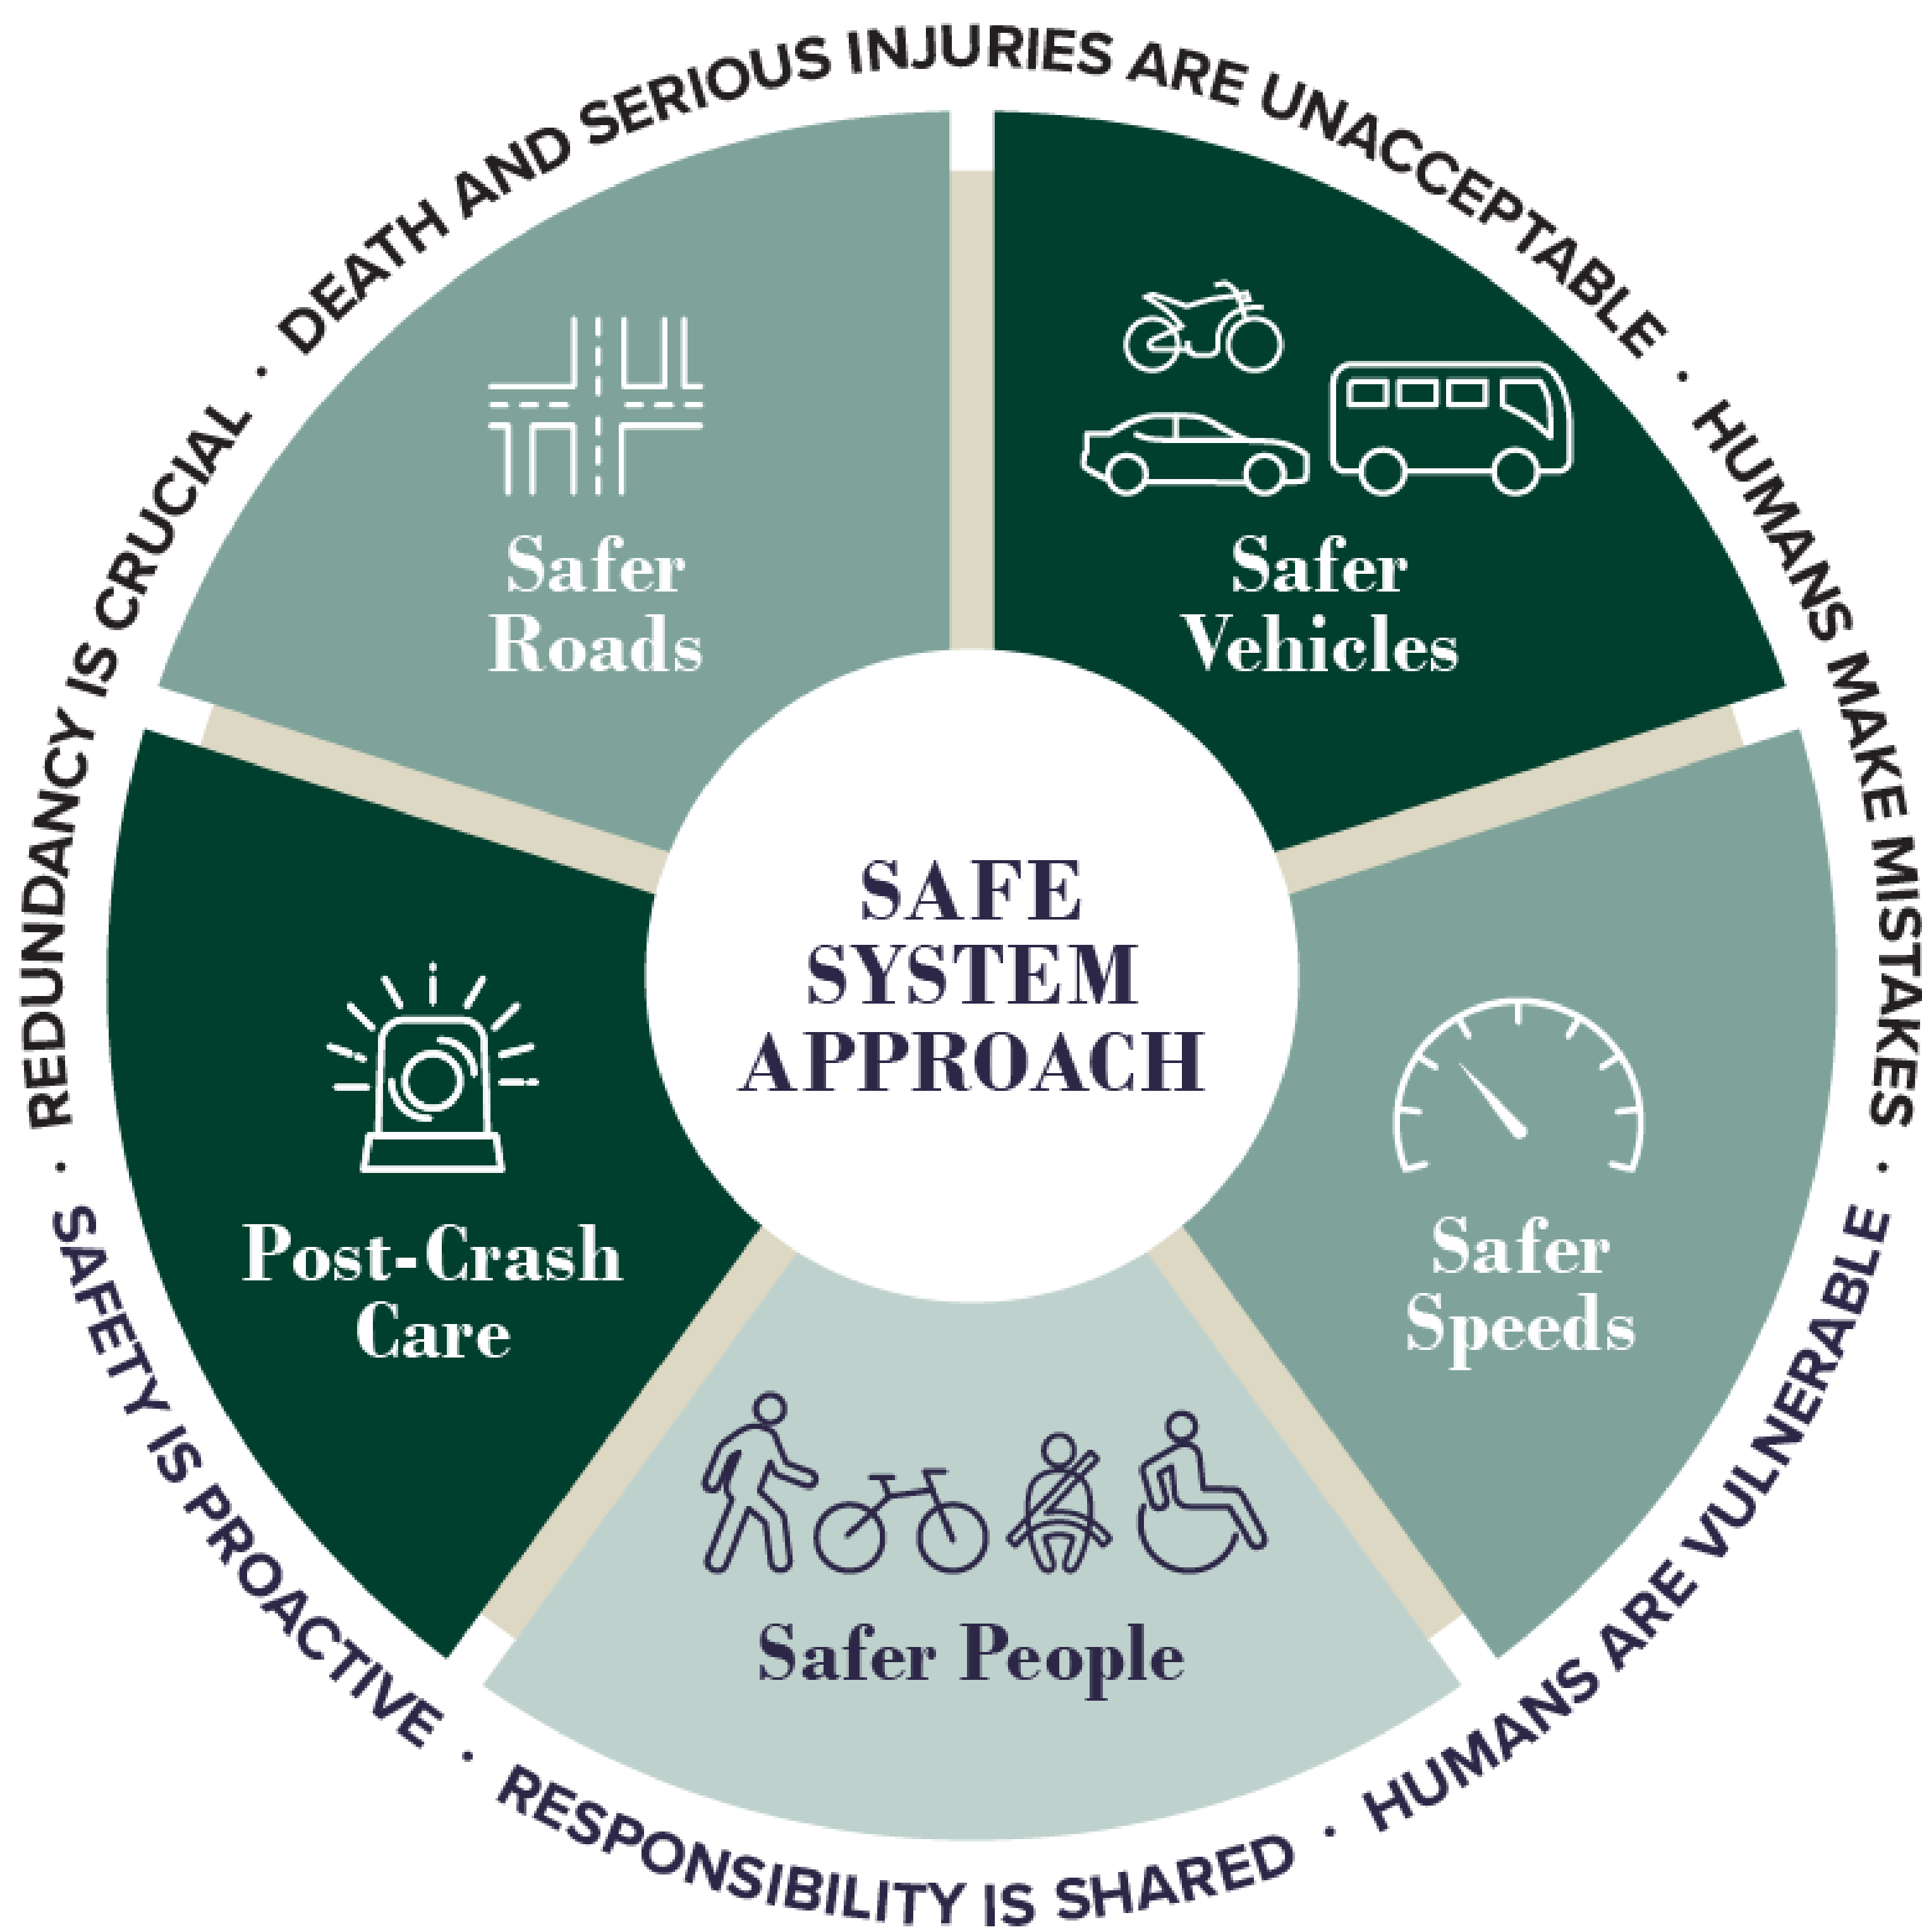 DEATH AND SERIOUS INJURIES ARE UNACCEPTABLE ·
HUMANS MAKE MISTAKES ·
HUMANS ARE VULNERABLE ·
RESPONSIBILITY IS SHARED ·
SAFETY IS PROACTIVE ·
REDUNDANCY IS CRUCIAL ·
Safer
Roads
Safer
Vehicles
SAFE
SYSTEM
APPROACH
Post-Crash
Care
Safer
Speeds
Safer People